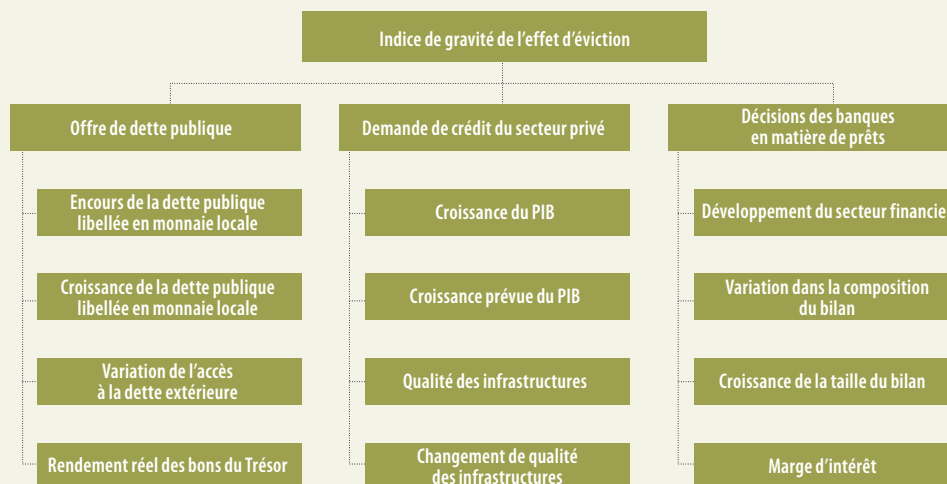 Indice de gravité de l'effet d'éviction
Offre de dette publique
Encours de la dette publique
libellée en monnaie locale
Croissance de la dette publique
libellée en monnaie locale
Variation de l'accès
à la dette extérieure
Rendement réel des bons du Trésor
Demande de crédit du secteur privé
Croissance du PIB
Croissance prévue du PIB
Qualité des infrastructures
Changement de qualité
des infrastructures
Décisions des banques
en matière de prêts
Développement du secteur financie
Variation dans la composition
du bilan
Croissance de la taille du bilan
Marge d'intérêt